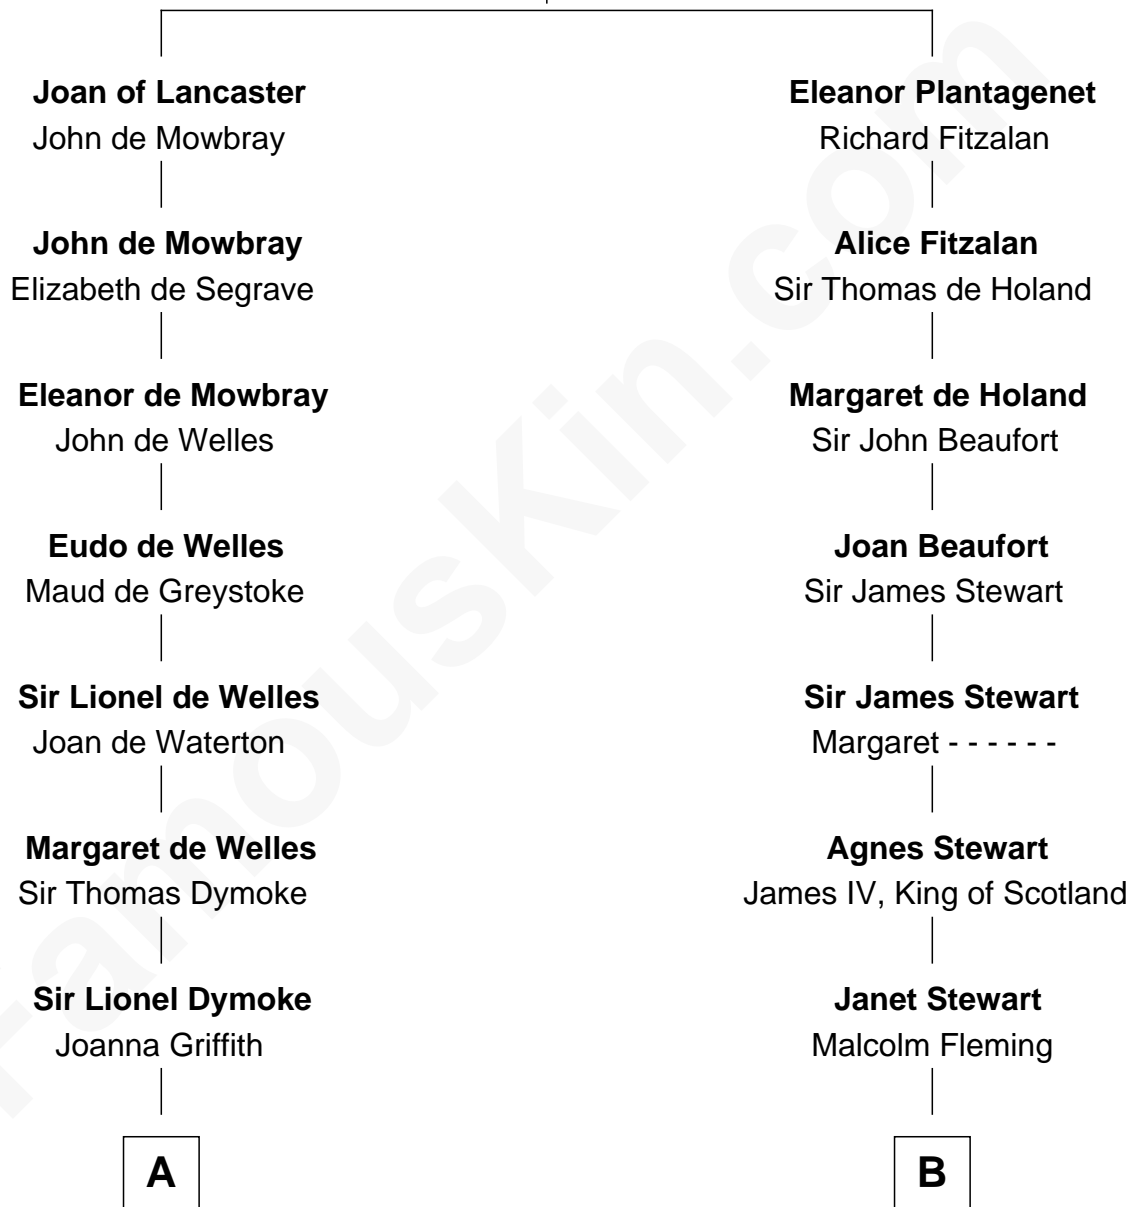 Joan of Lancaster
John de Mowbray
Eleanor Plantagenet
Richard Fitzalan
John de Mowbray
Elizabeth de Segrave
Alice Fitzalan
Sir Thomas de Holand
Eleanor de Mowbray
John de Welles
Margaret de Holand
Sir John Beaufort
Eudo de Welles
Maud de Greystoke
Joan Beaufort
Sir James Stewart
Sir Lionel de Welles
Joan de Waterton
Sir James Stewart
Margaret - - - - - -
Margaret de Welles
Sir Thomas Dymoke
Agnes Stewart
James IV, King of Scotland
Sir Lionel Dymoke
Joanna Griffith
Janet Stewart
Malcolm Fleming
A
B
FamousKin.com